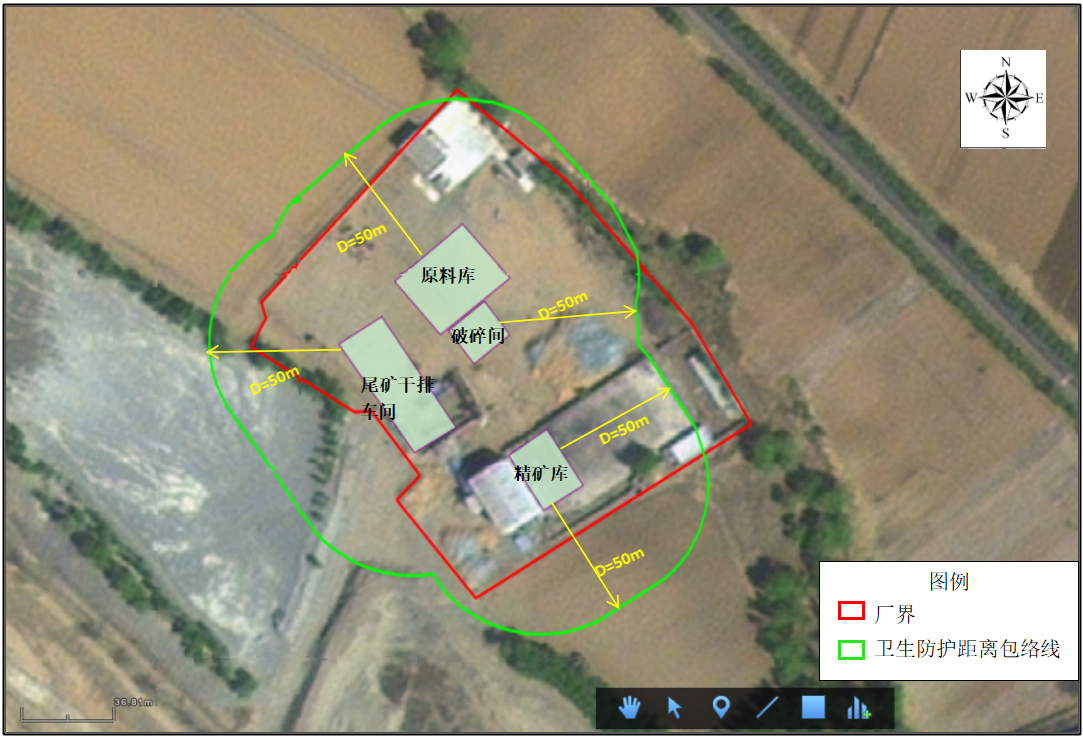 N
W E
S
D=50m
原料库
D=50m
破碎间
D=50m
尾矿干排
车间
D=50m
精矿库
D=50m
图例
厂界
卫生防护距离包络线
36.81m